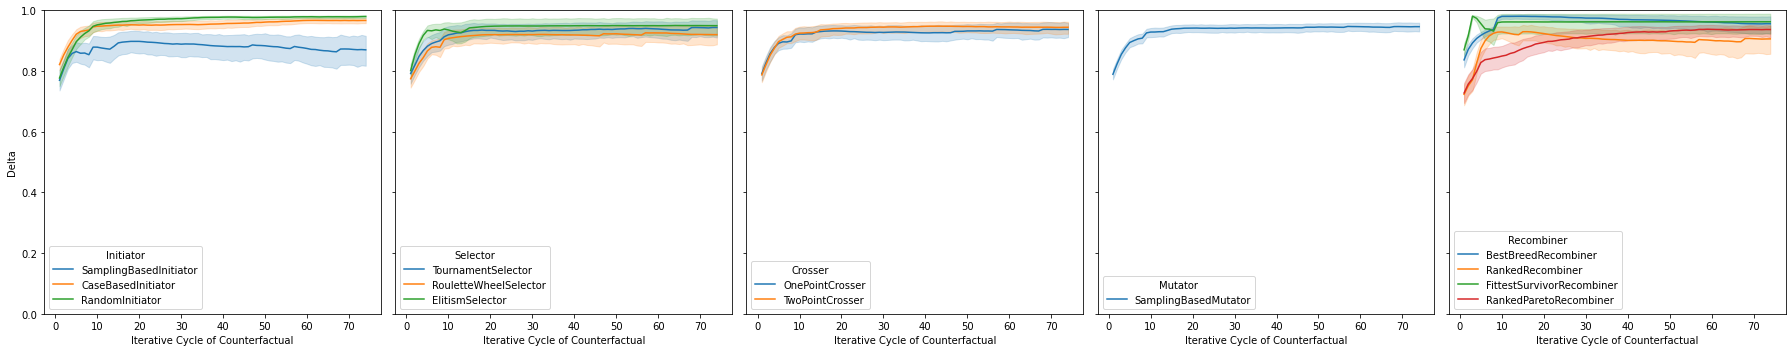 1.0
0.8
0.6
0.4
0.2
0.0
Delta
Initiator
SamplingBasedInitiator
CaseBasedInitiator
RandomInitiator
0 10 20 30 40 50 60 70
Iterative Cycle of Counterfactual
Selector
TournamentSelector
RouletteWheelSelector
ElitismSelector
0 10 20 30 40 50 60 70
Iterative Cycle of Counterfactual
Crosser
OnePointCrosser
TwoPointCrosser
0 10 20 30 40 50 60 70
Iterative Cycle of Counterfactual
Mutator
SamplingBasedMutator
0 10 20 30 40 50 60 70
Iterative Cycle of Counterfactual
Recombiner
BestBreedRecombiner
RankedRecombiner
FittestSurvivorRecombiner
RankedParetoRecombiner
0 10 20 30 40 50 60 70
Iterative Cycle of Counterfactual